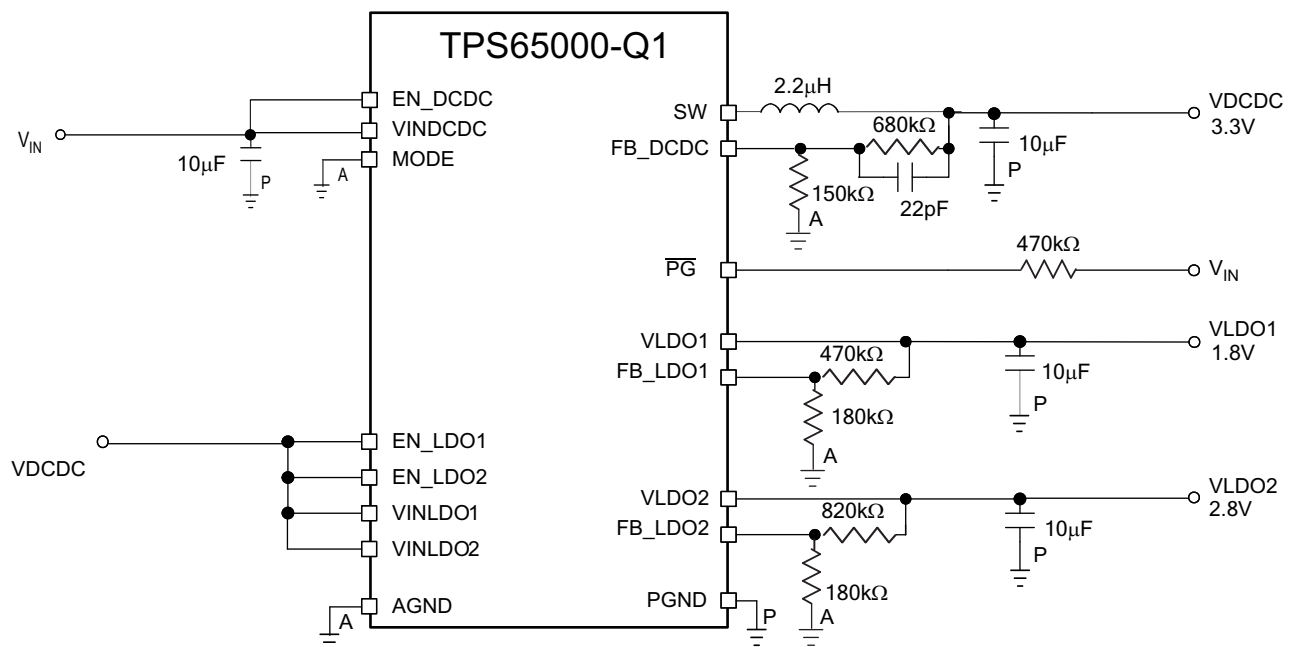 TPS65000-Q1
EN_DCDC
VINDCDC
MODE
V_IN
10μF
P
A
SW
2.2μH
VDCDC
3.3V
FB_DCDC
680kΩ
10μF
P
150kΩ
22pF
A
PG
470kΩ
V_IN
VLDO1
VLDO1
1.8V
FB_LDO1
470kΩ
10μF
P
180kΩ
A
VDCDC
EN_LDO1
EN_LDO2
VINLDO1
VINLDO2
VLDO2
VLDO2
2.8V
FB_LDO2
820kΩ
10μF
P
180kΩ
A
AGND
A
PGND
P